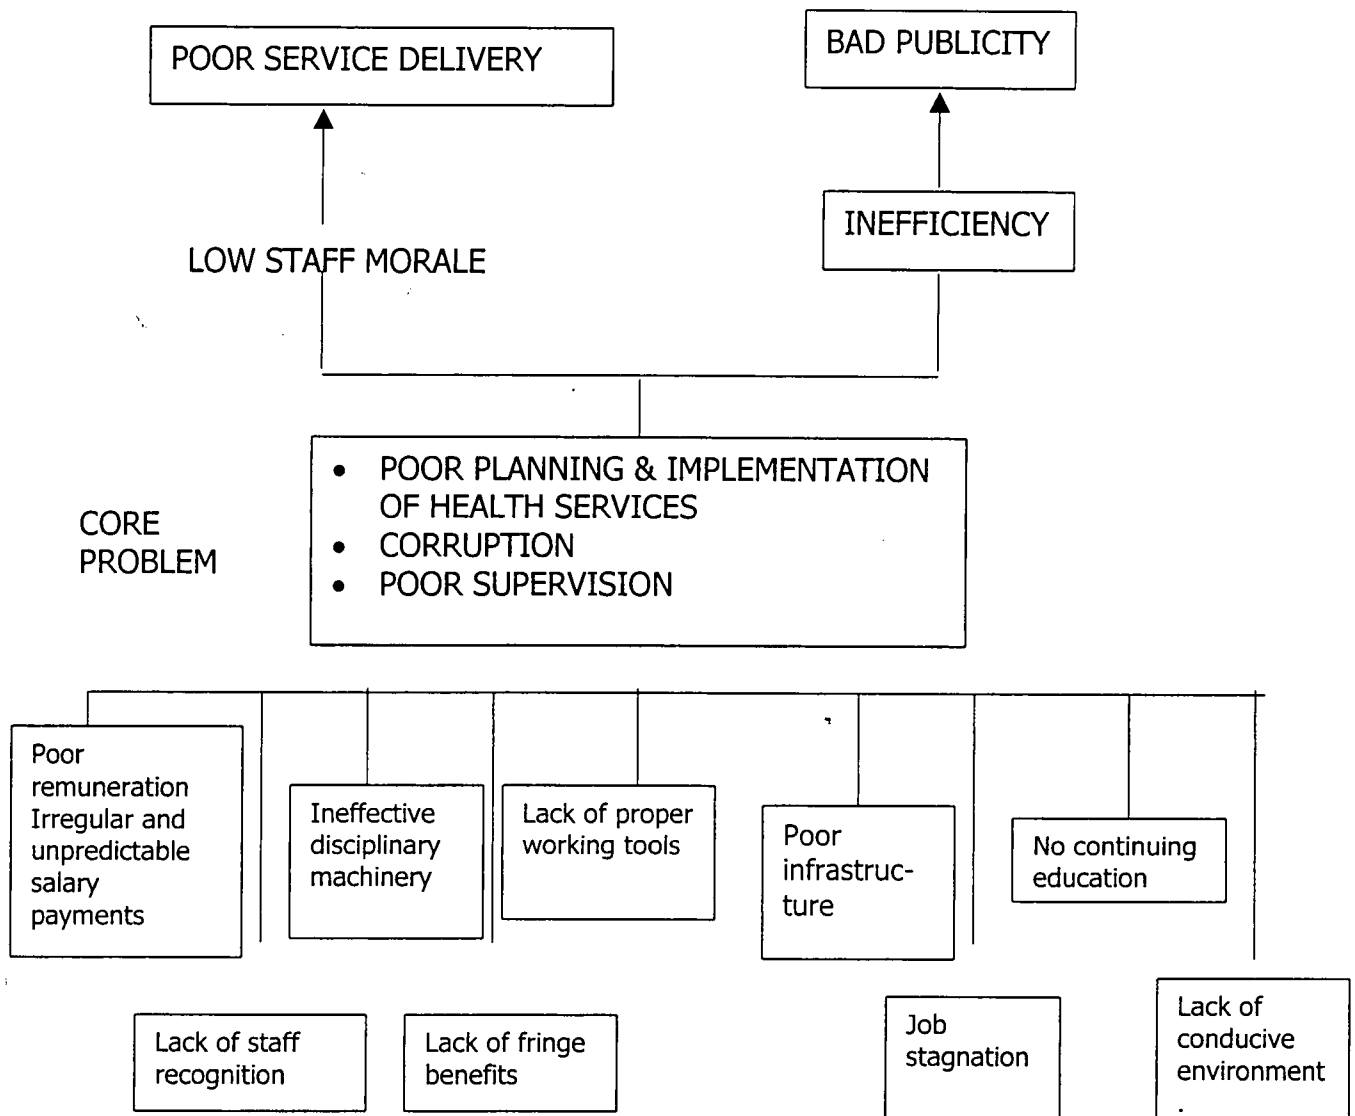 POOR SERVICE DELIVERY
BAD PUBLICITY
INEFFICIENCY
LOW STAFF MORALE
CORE
PROBLEM
• POOR PLANNING & IMPLEMENTATION
OF HEALTH SERVICES
• CORRUPTION
• POOR SUPERVISION
Poor
remuneration
Irregular and
unpredictable
salary
payments
Ineffective
disciplinary
machinery
Lack of proper
working tools
Poor
infrastruc-
ture
No continuing
education
Lack of staff
recognition
Lack of fringe
benefits
Job
stagnation
Lack of
conducive
environment
.